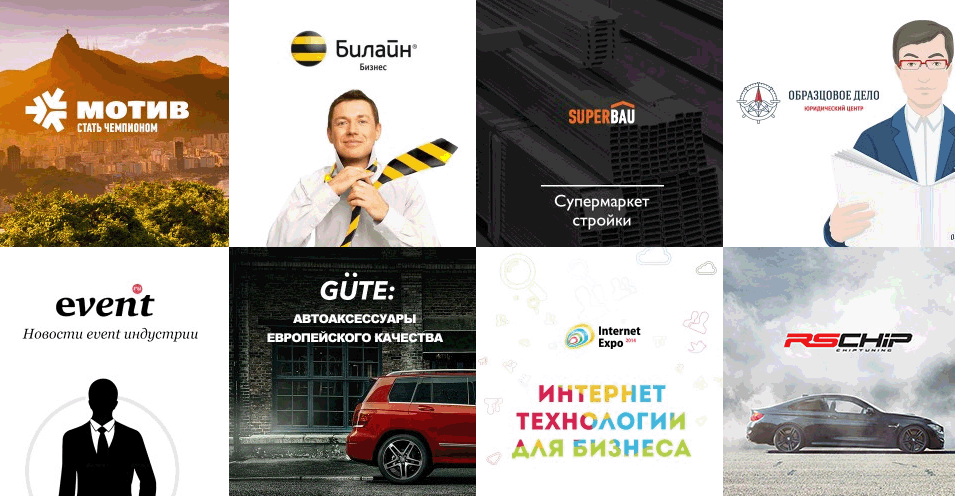 МОТИВ
СТАТЬ ЧЕМПИОНОМ
Билайн®
Бизнес
SUPERBAU
Супермаркет
стройки
ОБРАЗЦОВОЕ ДЕЛО
ЮРИДИЧЕСКИЙ ЦЕНТР
event
Новости event индустрии
GÜTE:
АВТОАКСЕССУАРЫ
ЕВРОПЕЙСКОГО КАЧЕСТВА
Internet
Expo 2014
ИНТЕРНЕТ
ТЕХНОЛОГИИ
ДЛЯ БИЗНЕСА
RSCHIP
CHIPTUNING